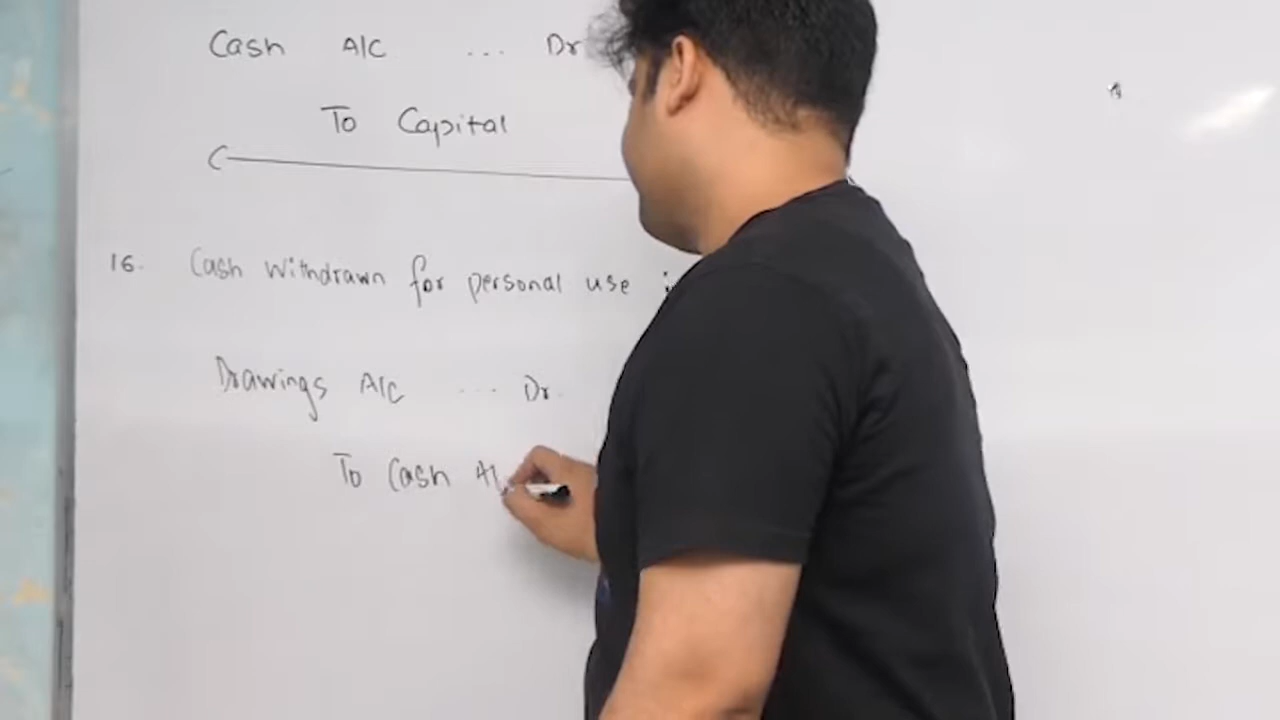 Cash A/C ... Dr
To Capital
16. Cash withdrawn for personal use
Drawings A/C ... Dr.
To Cash A/